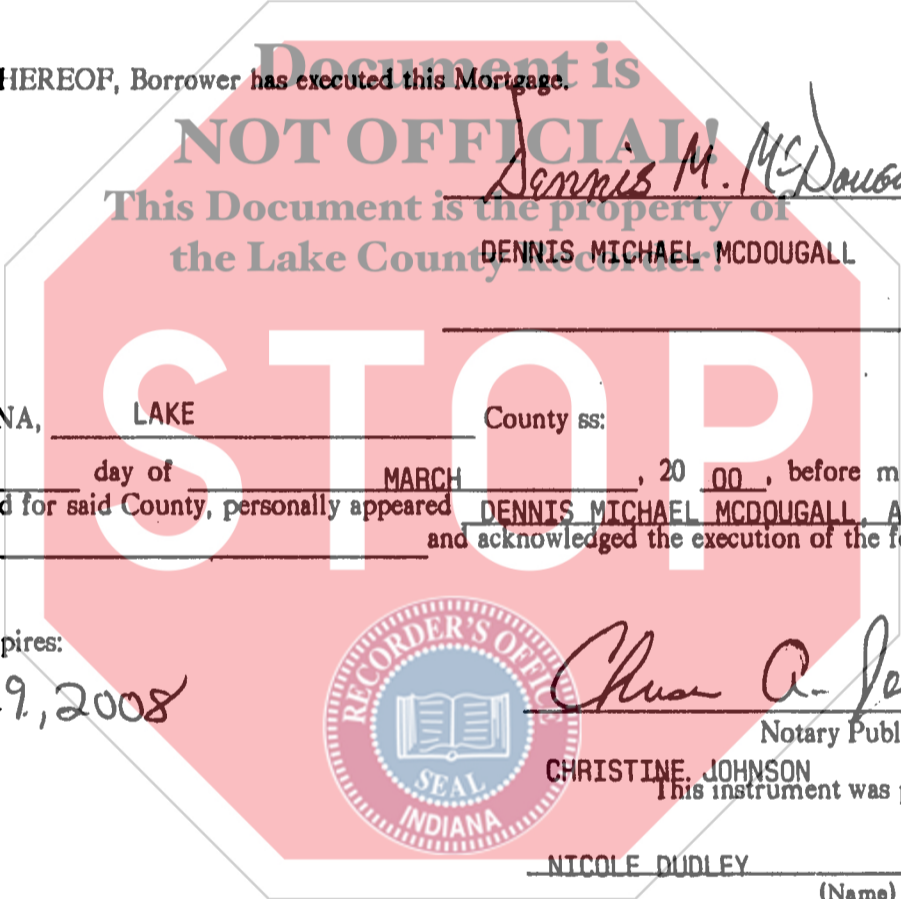 Document is
HEREOF, Borrower has executed this Mortgage.
NOT OFFICIAL!
Dennis M. McDouga
This Document is the property of
DENNIS MICHAEL MCDOUGALL
the Lake County Recorder!
STOP
NA, LAKE County ss:
day of MARCH, 20 00, before m
d for said County, personally appeared DENNIS MICHAEL MCDOUGALL, A
and acknowledged the execution of the fo
pires:
9, 2008
RECORDER'S OFFICE
SEAL
INDIANA
Notary Publ
CHRISTINE JOHNSON
This instrument was
NICOLE DUDLEY
(Name)